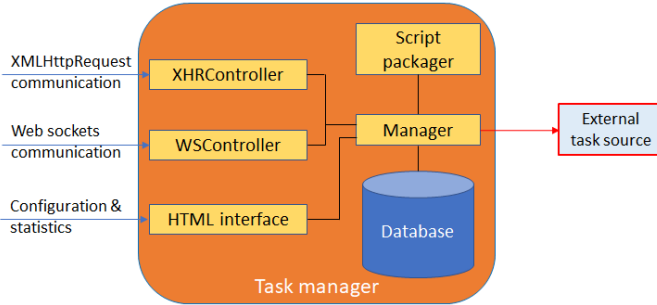 XMLHttpRequest
communication
XHRController
Script
packager
Web sockets
communication
WSController
Manager
External
task source
Configuration &
statistics
HTML interface
Database
Task manager